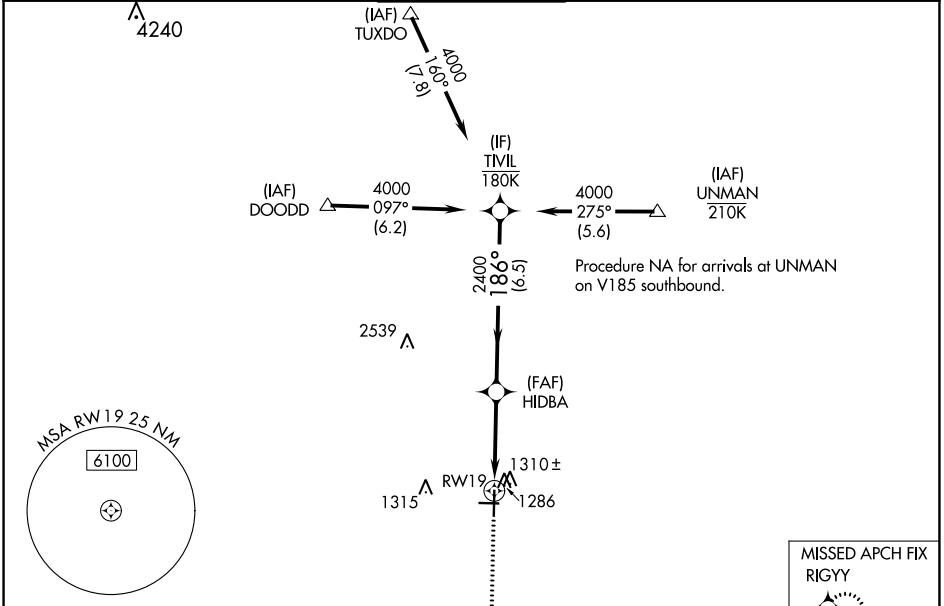 4240
(IAF)
TUXDO
4000
160°
(7.8)
(IF)
TIVIL
180K
(IAF)
DOODD
4000
097°
(6.2)
4000
275°
(5.6)
(IAF)
UNMAN
210K
2400
186°
(6.5)
Procedure NA for arrivals at UNMAN
on V185 southbound.
2539
(FAF)
HIDBA
MSA RW19 25 NM
6100
1315
RW19
1310±
1286
MISSED APCH FIX
RIGYY